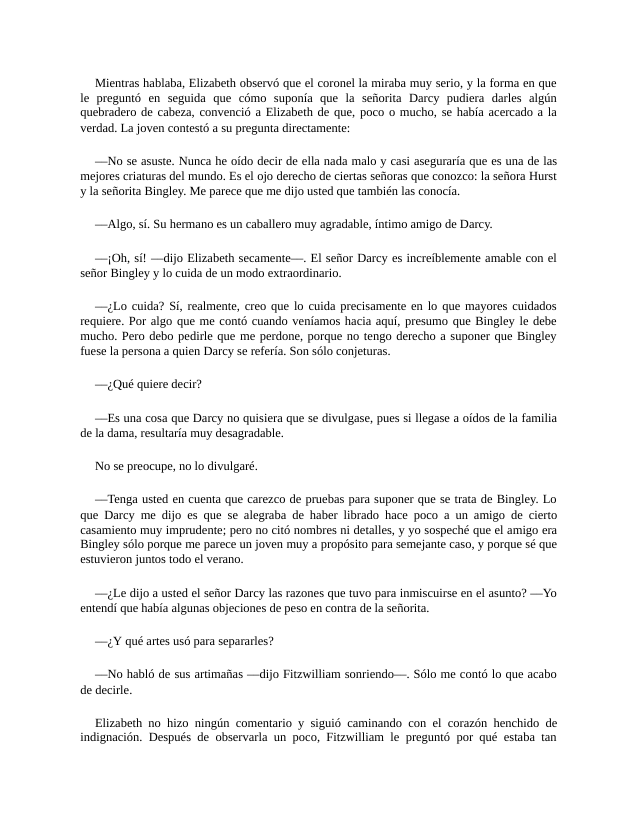 Mientras hablaba, Elizabeth observó que el coronel la miraba muy serio, y la forma en que
le preguntó en seguida que cómo suponía que la señorita Darcy pudiera darles algún
quebradero de cabeza, convenció a Elizabeth de que, poco o mucho, se había acercado a la
verdad. La joven contestó a su pregunta directamente:
—No se asuste. Nunca he oído decir de ella nada malo y casi aseguraría que es una de las
mejores criaturas del mundo. Es el ojo derecho de ciertas señoras que conozco: la señora Hurst
y la señorita Bingley. Me parece que me dijo usted que también las conocía.
—Algo, sí. Su hermano es un caballero muy agradable, íntimo amigo de Darcy.
—¡Oh, sí! —dijo Elizabeth secamente—. El señor Darcy es increíblemente amable con el
señor Bingley y lo cuida de un modo extraordinario.
—¿Lo cuida? Sí, realmente, creo que lo cuida precisamente en lo que mayores cuidados
requiere. Por algo que me contó cuando veníamos hacia aquí, presumo que Bingley le debe
mucho. Pero debo pedirle que me perdone, porque no tengo derecho a suponer que Bingley
fuese la persona a quien Darcy se refería. Son sólo conjeturas.
—¿Qué quiere decir?
—Es una cosa que Darcy no quisiera que se divulgase, pues si llegase a oídos de la familia
de la dama, resultaría muy desagradable.
No se preocupe, no lo divulgaré.
—Tenga usted en cuenta que carezco de pruebas para suponer que se trata de Bingley. Lo
que Darcy me dijo es que se alegraba de haber librado hace poco a un amigo de cierto
casamiento muy imprudente; pero no citó nombres ni detalles, y yo sospeché que el amigo era
Bingley sólo porque me parece un joven muy a propósito para semejante caso, y porque sé que
estuvieron juntos todo el verano.
—¿Le dijo a usted el señor Darcy las razones que tuvo para inmiscuirse en el asunto? —Yo
entendí que había algunas objeciones de peso en contra de la señorita.
—¿Y qué artes usó para separarles?
—No habló de sus artimañas —dijo Fitzwilliam sonriendo—. Sólo me contó lo que acabo
de decirle.
Elizabeth no hizo ningún comentario y siguió caminando con el corazón henchido de
indignación. Después de observarla un poco, Fitzwilliam le preguntó por qué estaba tan